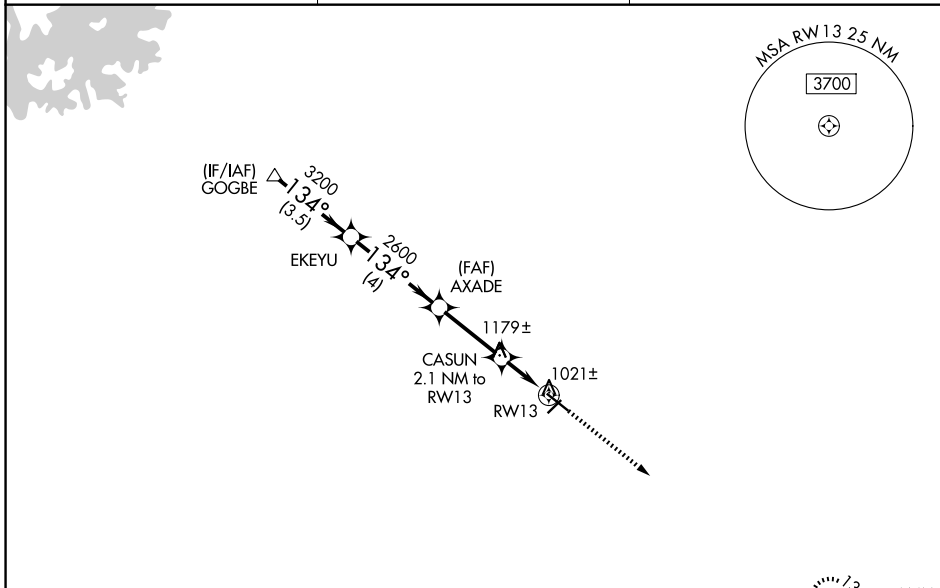 MSA RW13 25 NM
3700
(IF/IAF)
GOGBE
3200
134°
(3.5)
EKEYU
2600
134°
(4)
(FAF)
AXADE
1179±
CASUN
2.1 NM to
RW13
1021±
RW13